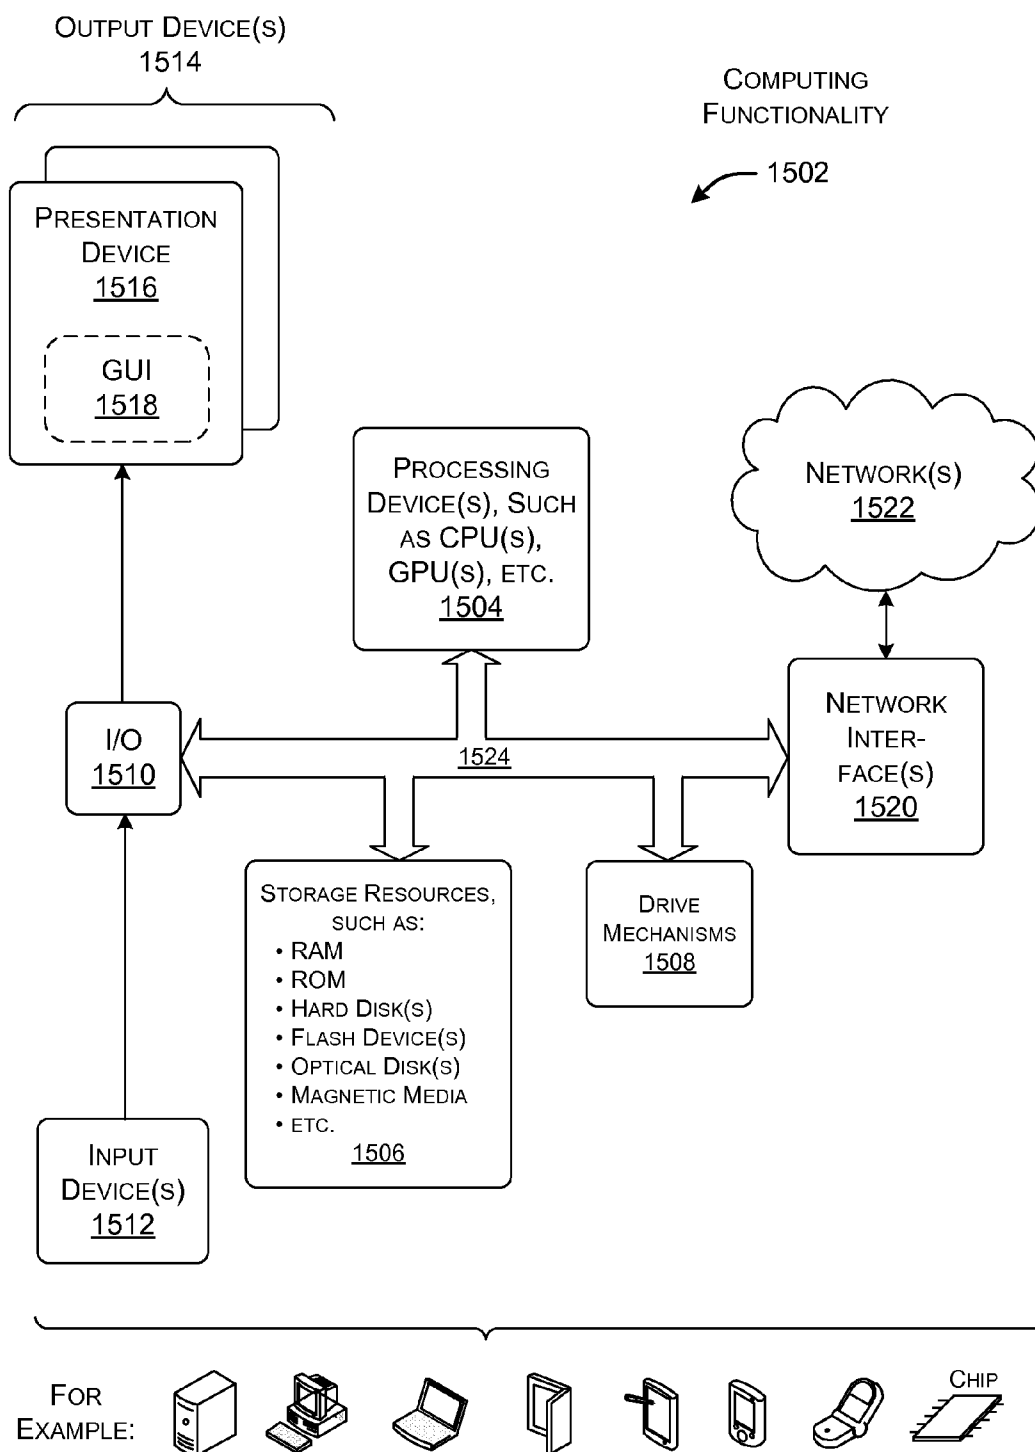 OUTPUT DEVICE(S)
1514
COMPUTING
FUNCTIONALITY
1502
PRESENTATION
DEVICE
1516
GUI
1518
PROCESSING
DEVICE(S), SUCH
AS CPU(S),
GPU(S), ETC.
1504
NETWORK(S)
1522
I/O
1510
1524
NETWORK
INTER-
FACE(S)
1520
STORAGE RESOURCES,
SUCH AS:
• RAM
• ROM
• HARD DISK(S)
• FLASH DEVICE(S)
• OPTICAL DISK(S)
• MAGNETIC MEDIA
• ETC.
1506
DRIVE
MECHANISMS
1508
INPUT
DEVICE(S)
1512
FOR
EXAMPLE:
CHIP